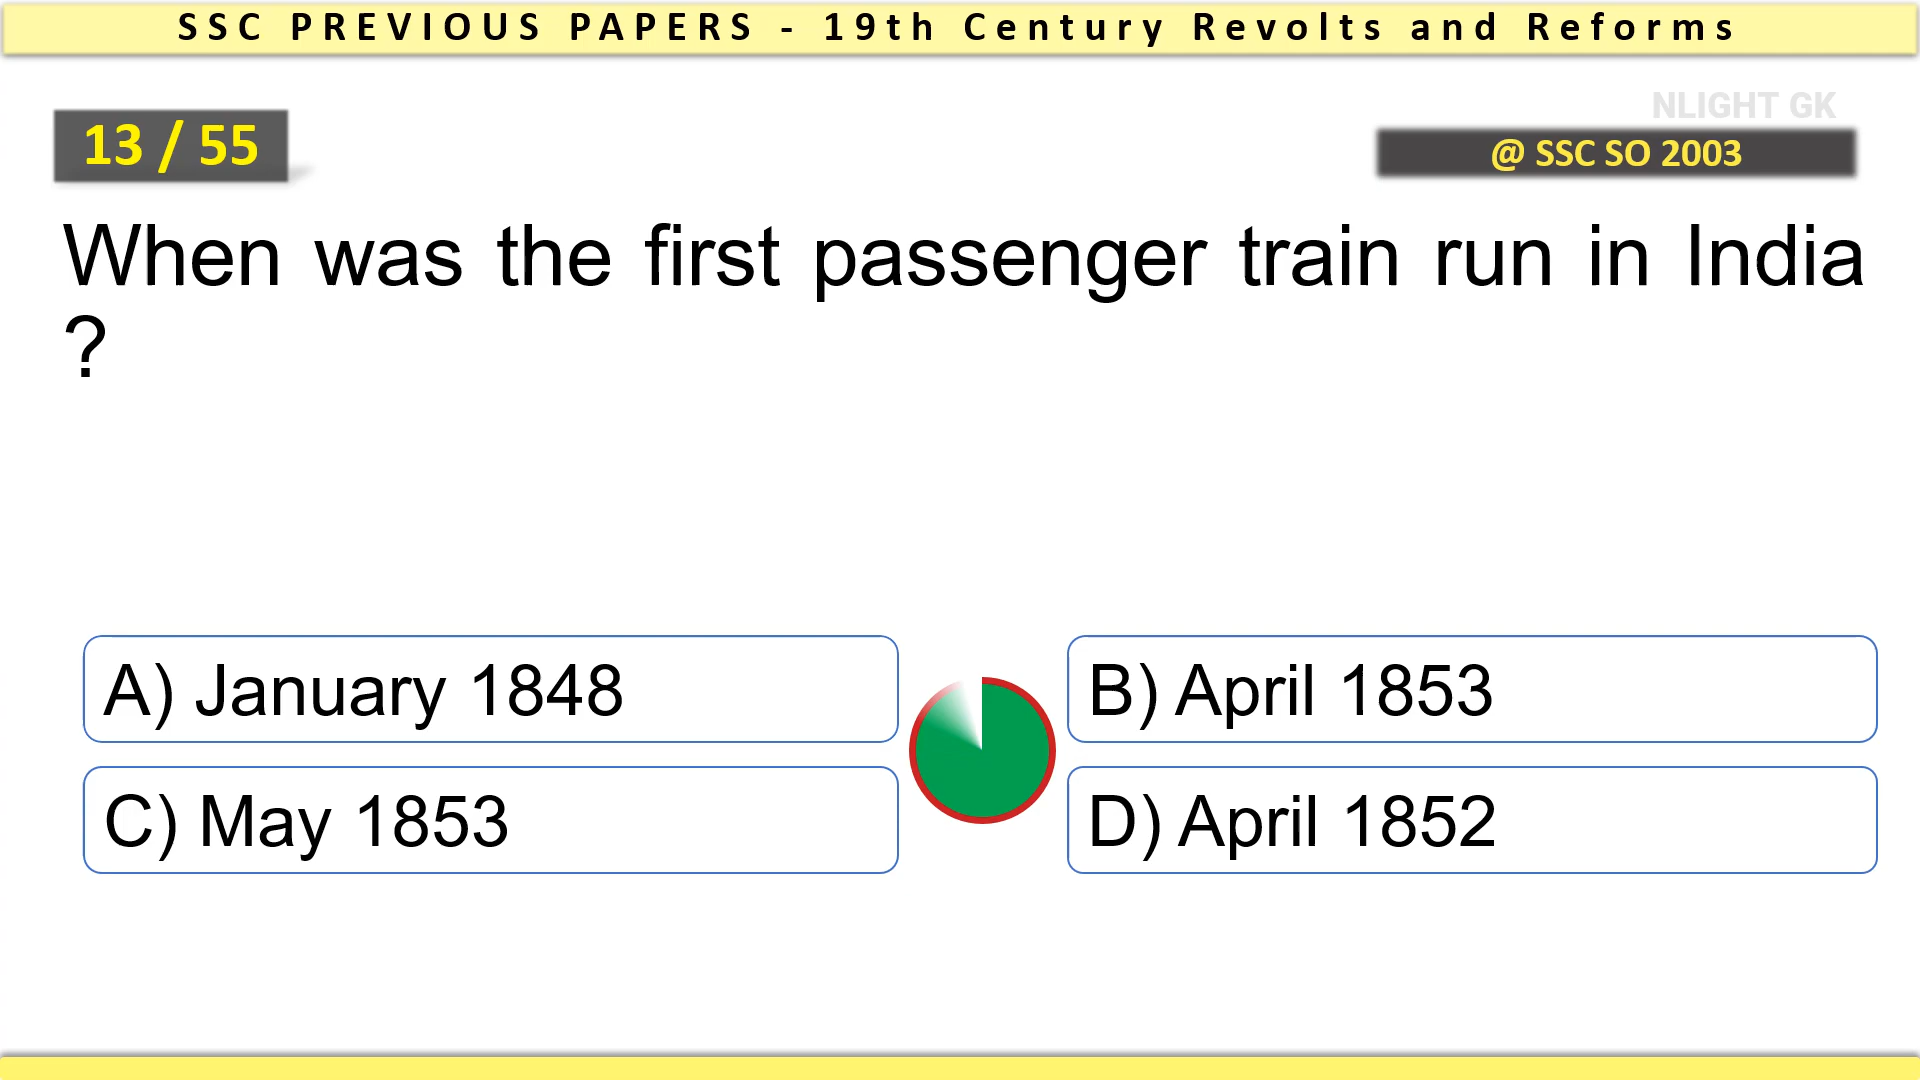 SSC PREVIOUS PAPERS - 19th Century Revolts and Reforms
NLIGHT GK
13 / 55
@ SSC SO 2003
When was the first passenger train run in India
?
A) January 1848
B) April 1853
C) May 1853
D) April 1852